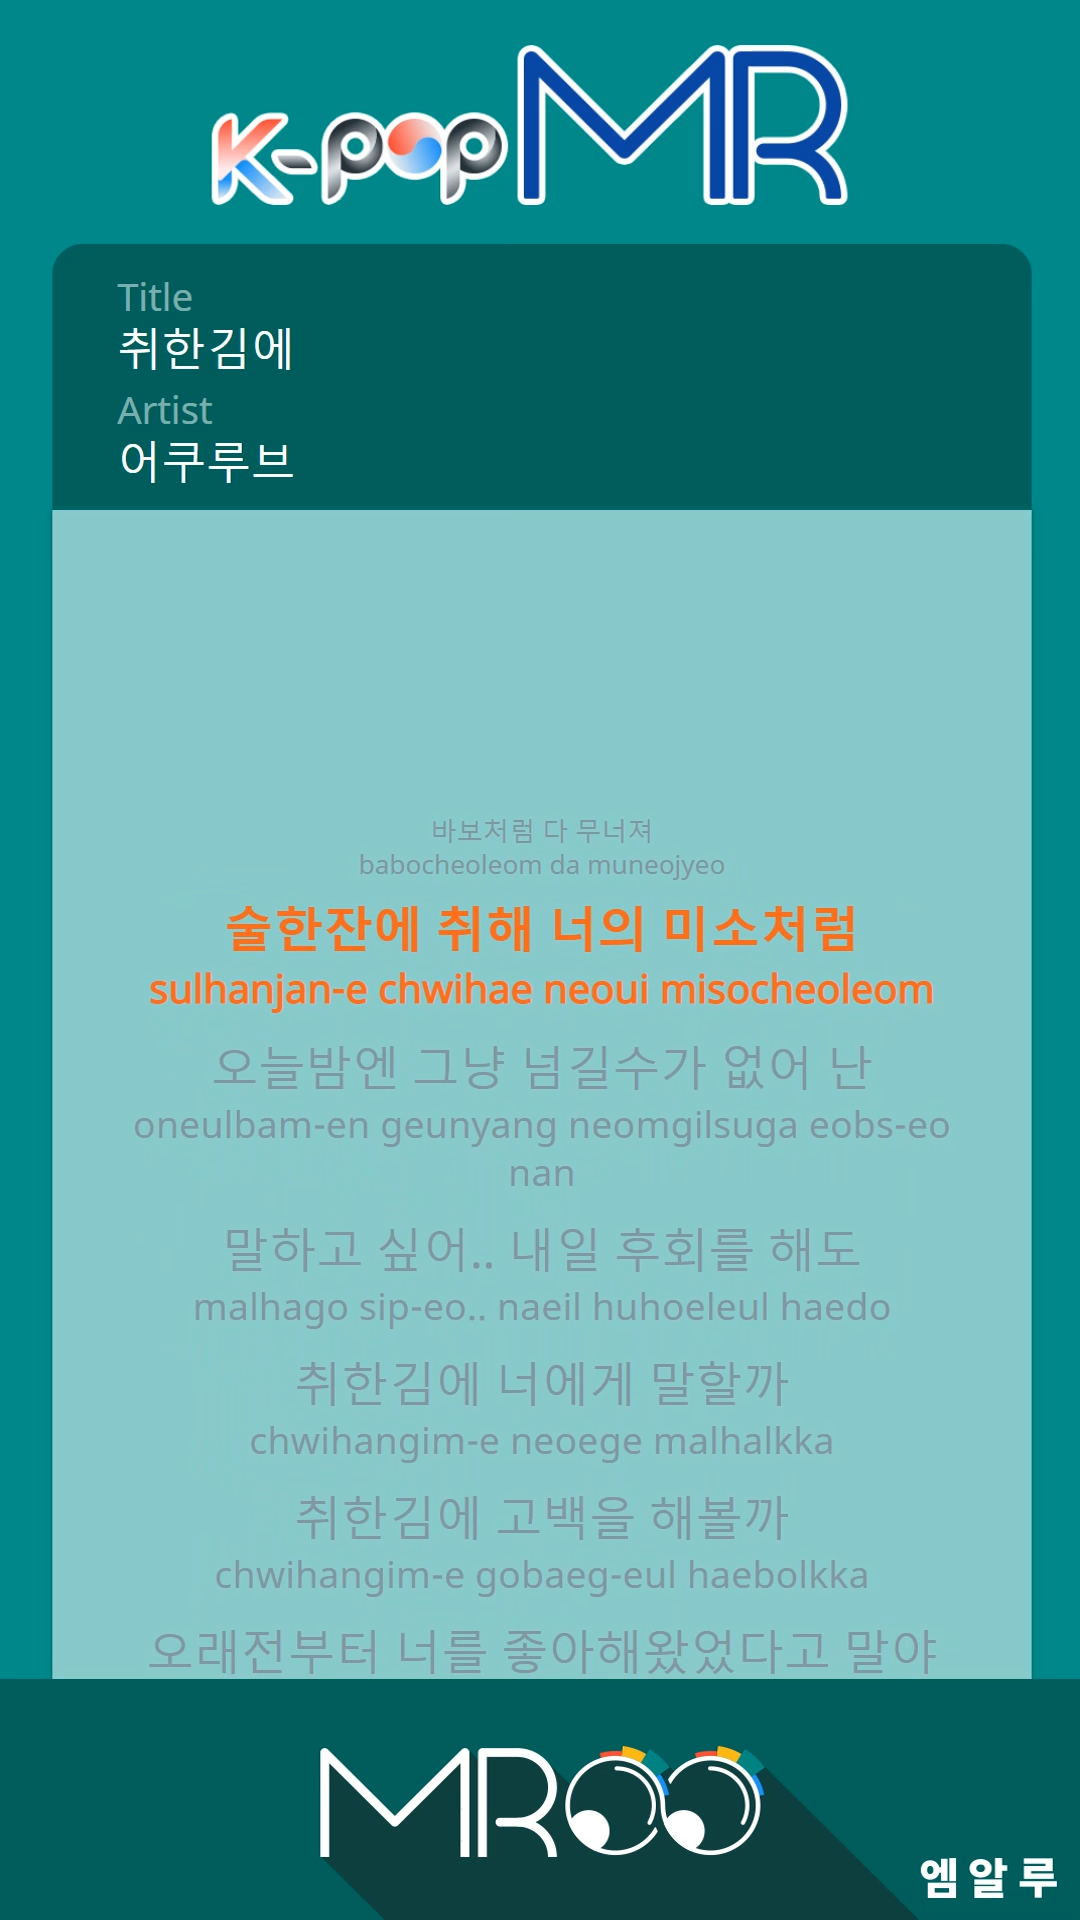 K-pop MR
Title
취한김에
Artist
어쿠루브
바보처럼 다 무너져
babocheoleom da muneojyeo
술한잔에 취해 너의 미소처럼
sulhanjan-e chwihae neoui misocheoleom
오늘밤엔 그냥 넘길수가 없어 난
oneulbam-en geunyang neomgilsuga eobs-eo
nan
말하고 싶어.. 내일 후회를 해도
malhago sip-eo.. naeil huhoeleul haedo
취한김에 너에게 말할까
chwihangim-e neoege malhalkka
취한김에 고백을 해볼까
chwihangim-e gobaeg-eul haebolkka
오래전부터 너를 좋아해왔었다고 말야
MROO
엠알루